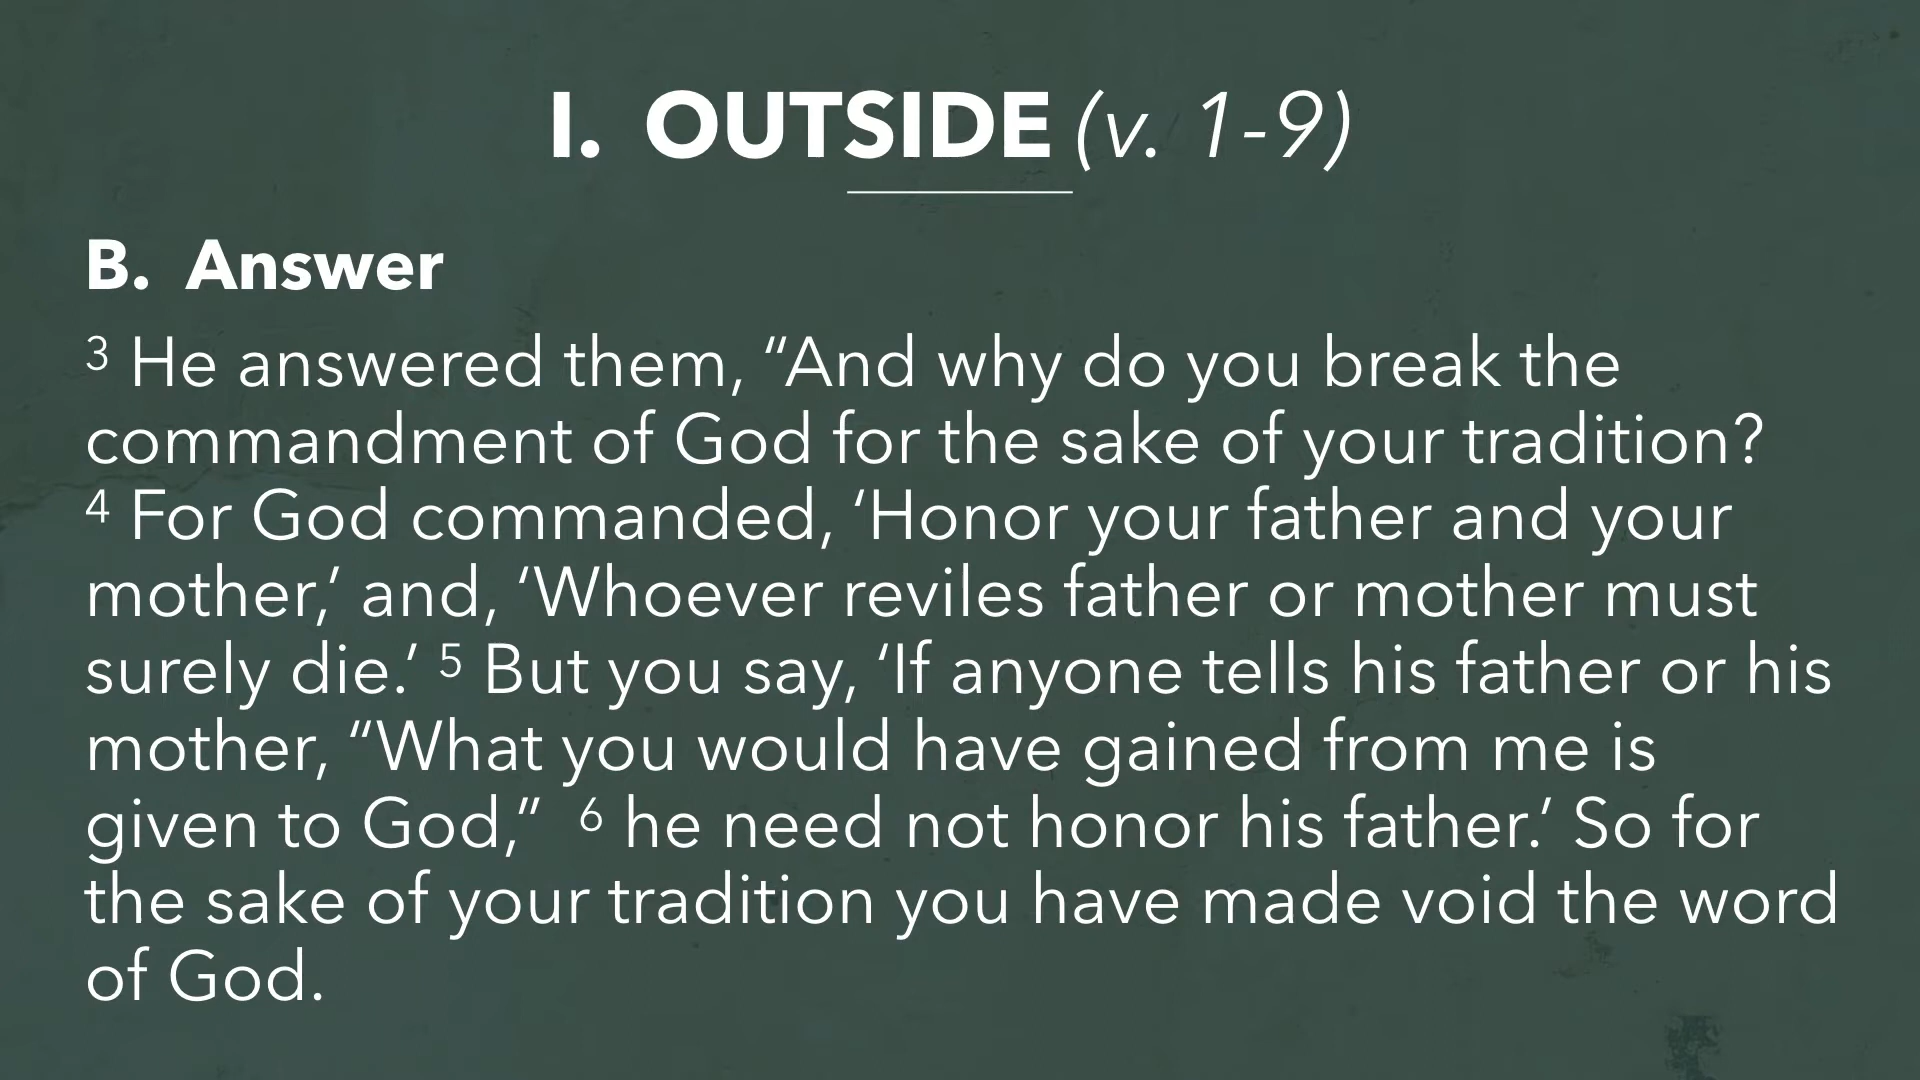 I. OUTSIDE (v. 1-9)
B. Answer
3 He answered them, “And why do you break the
commandment of God for the sake of your tradition?
4 For God commanded, ‘Honor your father and your
mother,’ and, ‘Whoever reviles father or mother must
surely die.’ 5 But you say, ‘If anyone tells his father or his
mother, “What you would have gained from me is
given to God,” 6 he need not honor his father.’ So for
the sake of your tradition you have made void the word
of God.